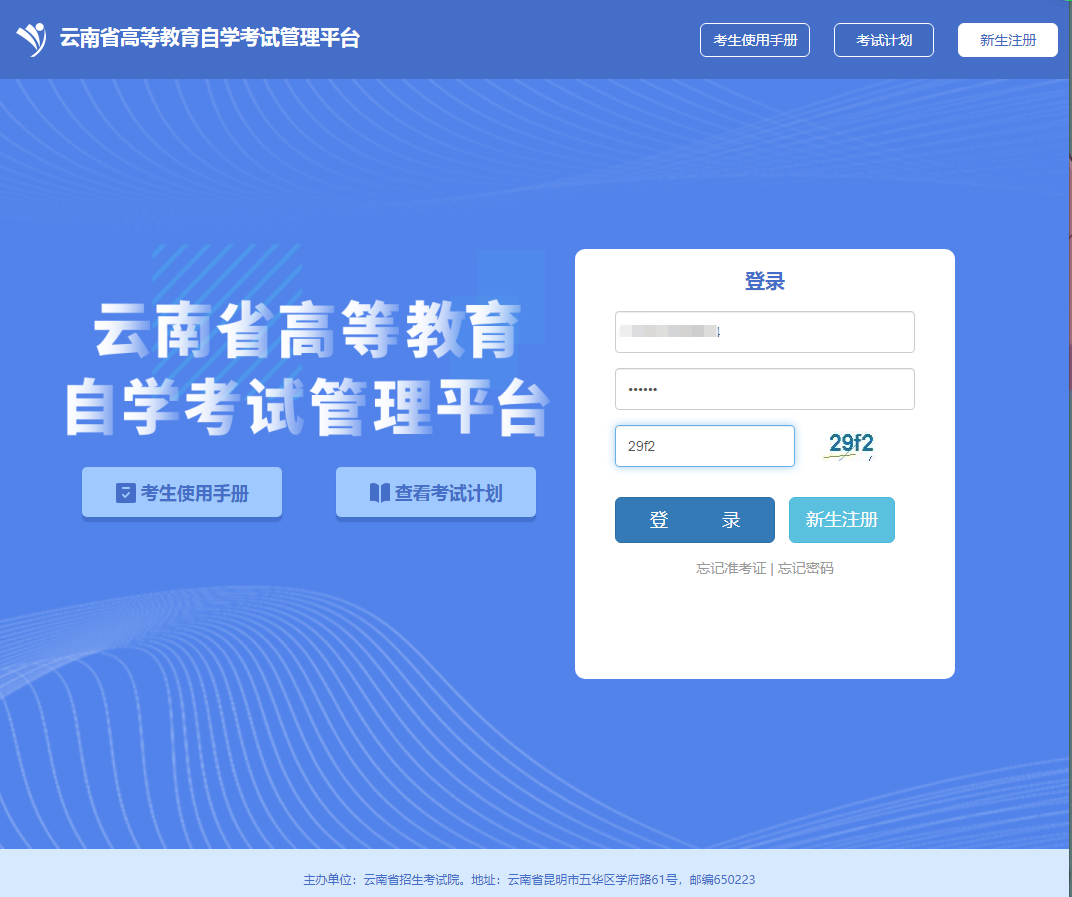 云南省高等教育自学考试管理平台
考生使用手册
考试计划
新生注册
云南省高等教育
自学考试管理平台
考生使用手册
查看考试计划
登录
••••••
29f2
29f2
登 录
新生注册
忘记准考证 | 忘记密码
主办单位：云南省招生考试院。地址：云南省昆明市五华区学府路61号，邮编650223